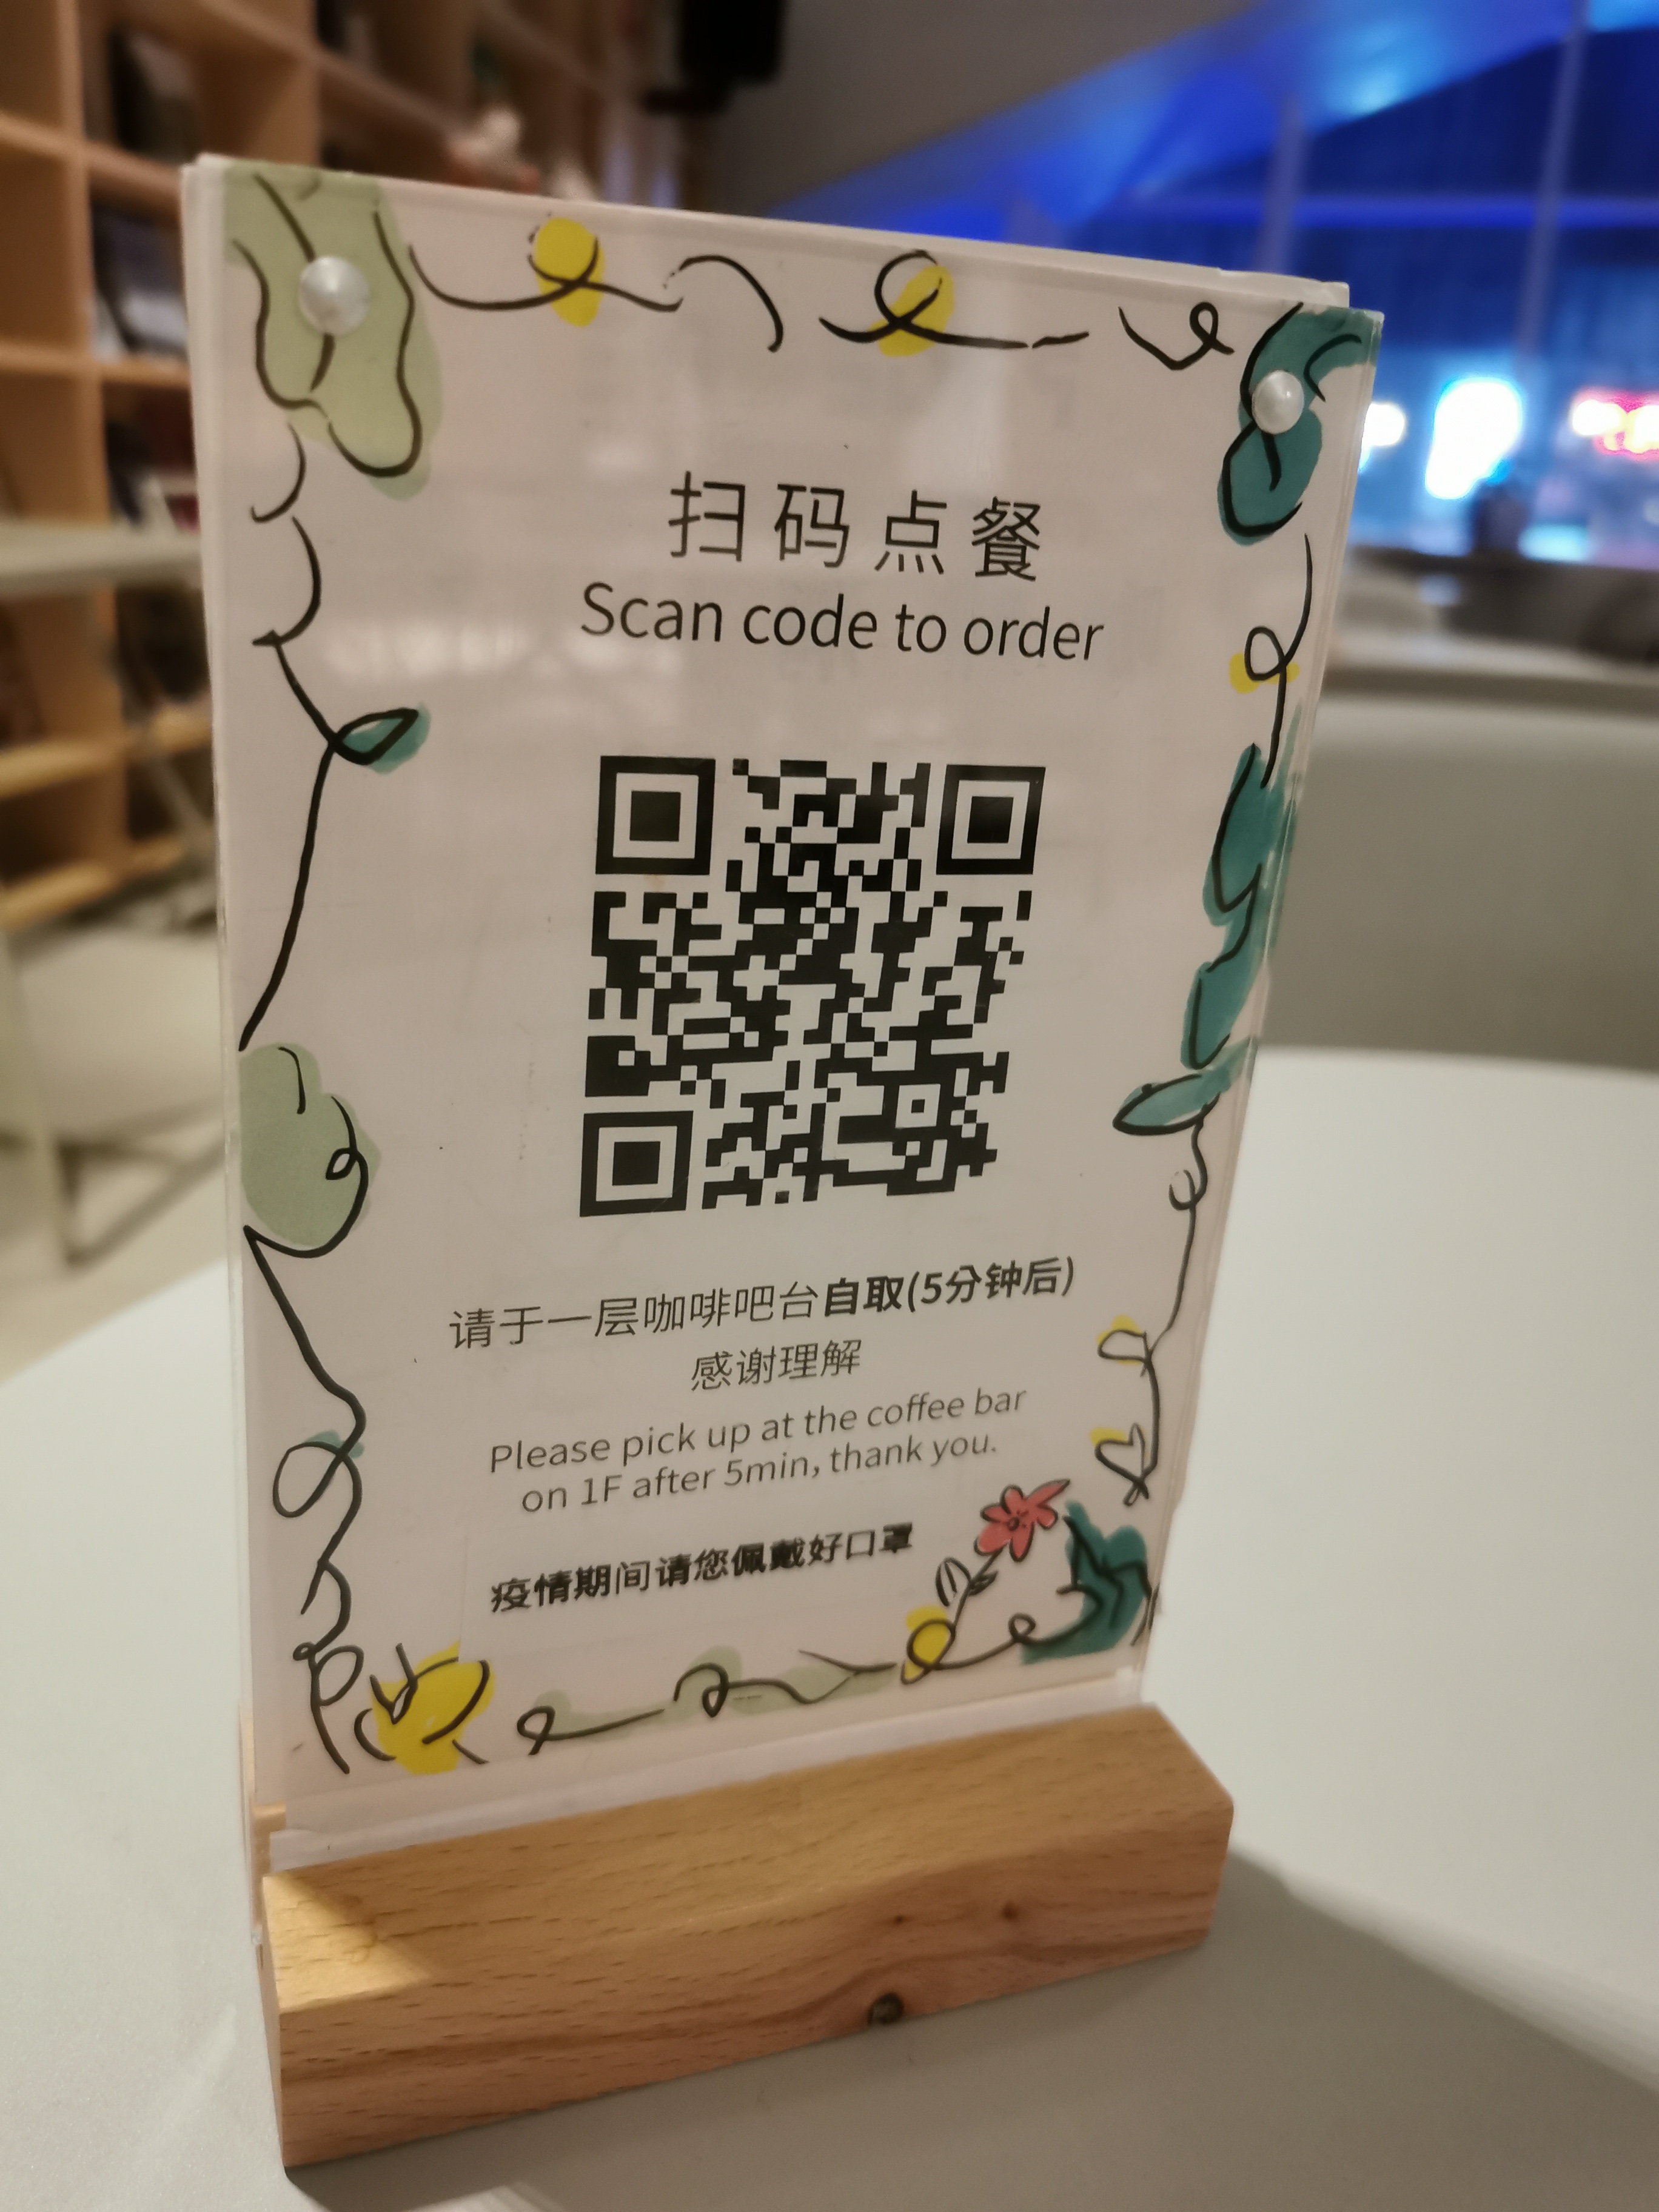 扫码点餐
Scan code to order
请于一层咖啡吧台自取(5分钟后)
感谢理解
Please pick up at the coffee bar
on 1F after 5min, thank you.
疫情期间请您佩戴好口罩